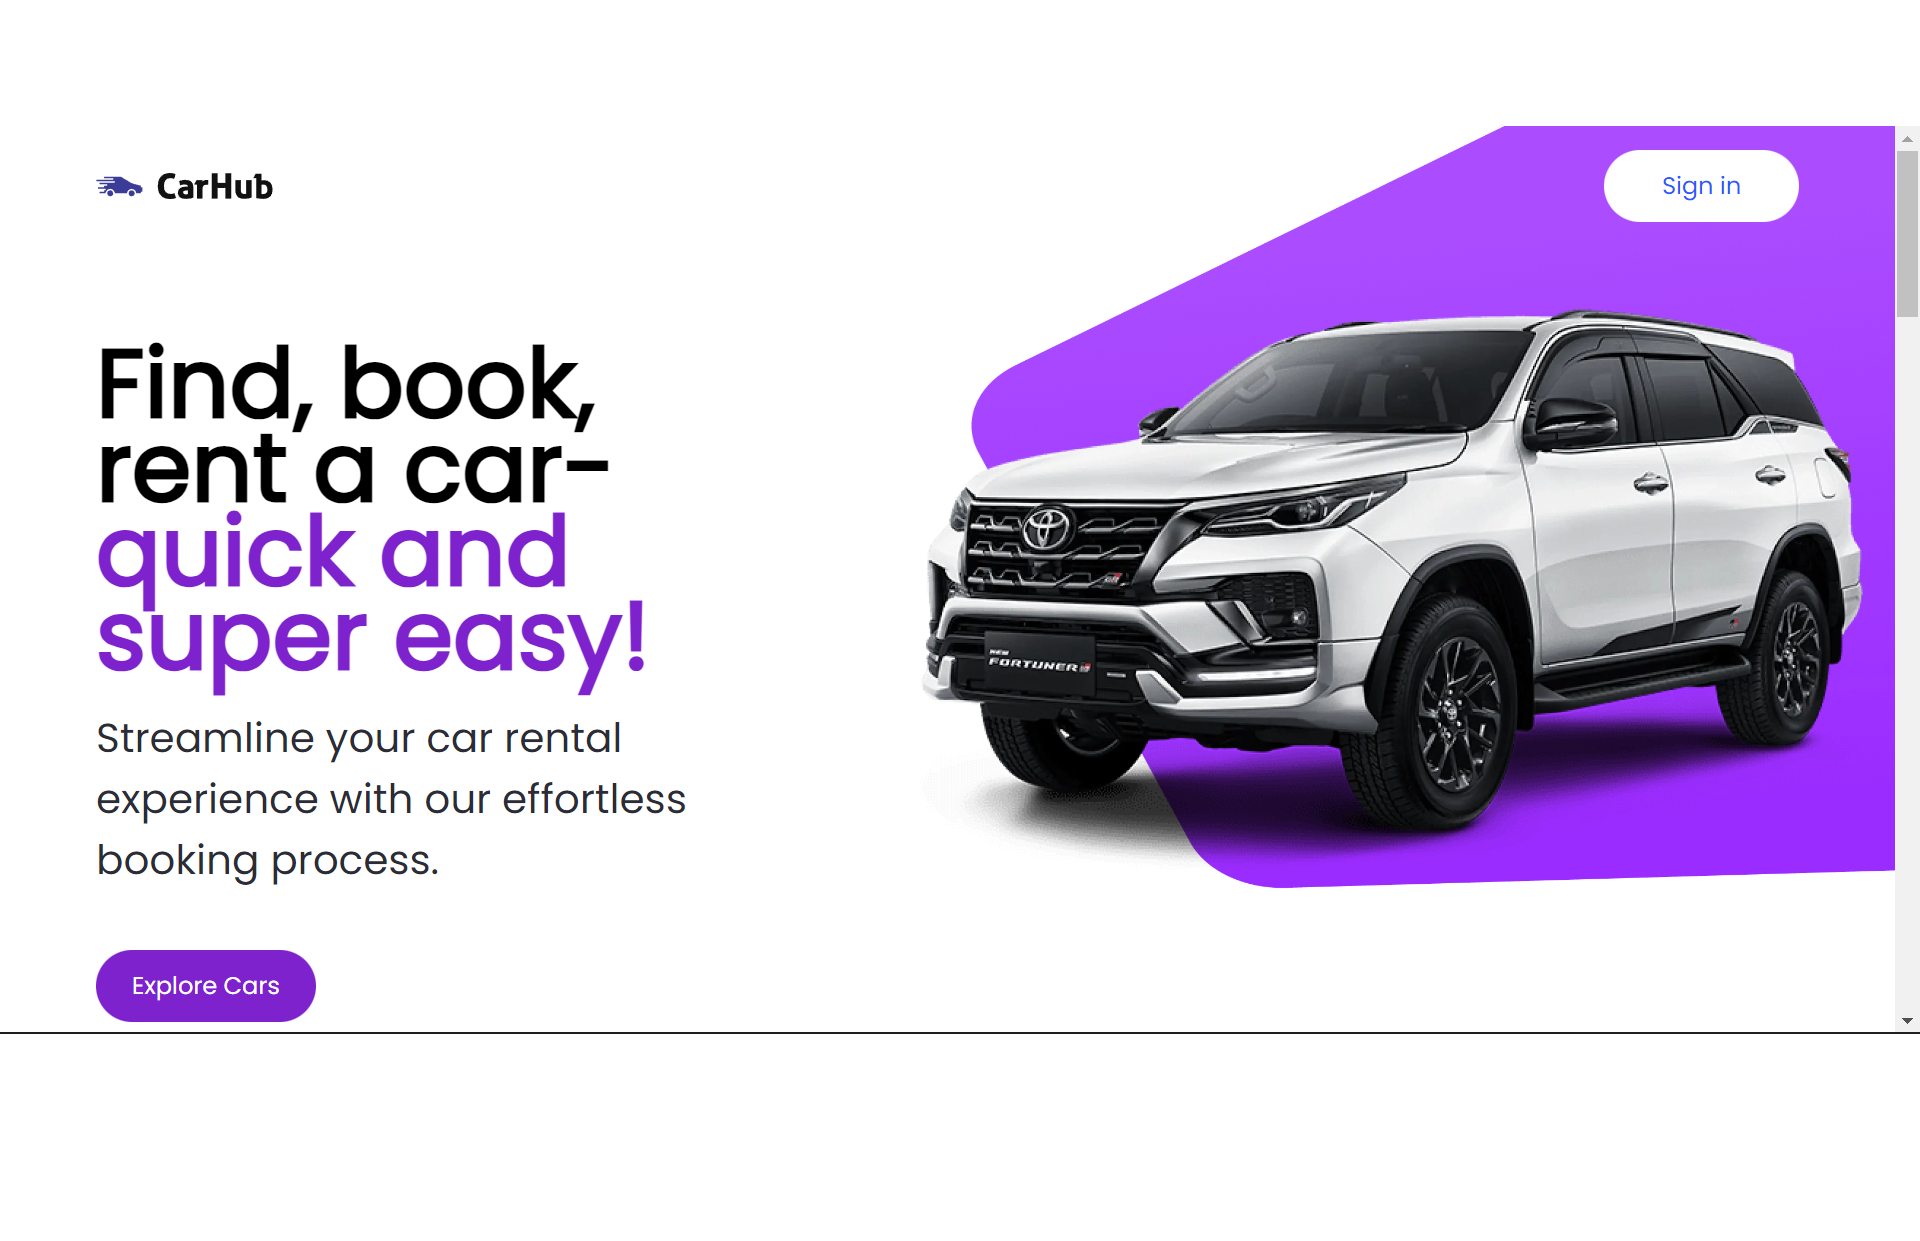 CarHub
Sign in
Find, book,
rent a car-
quick and
super easy!
Streamline your car rental
experience with our effortless
booking process.
Explore Cars
NEW
FORTUNER